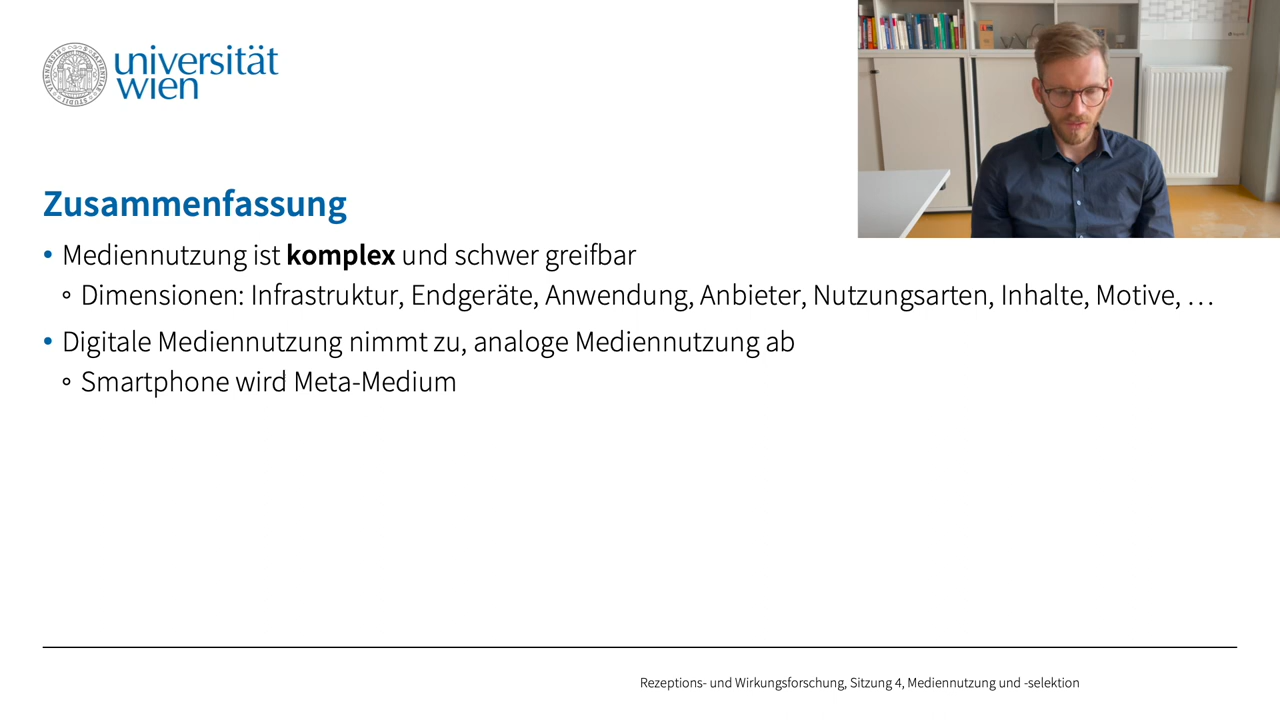 universität
wien
Zusammenfassung
• Mediennutzung ist komplex und schwer greifbar
◦ Dimensionen: Infrastruktur, Endgeräte, Anwendung, Anbieter, Nutzungsarten, Inhalte, Motive, …
• Digitale Mediennutzung nimmt zu, analoge Mediennutzung ab
◦ Smartphone wird Meta-Medium
Rezeptions- und Wirkungsforschung, Sitzung 4, Mediennutzung und -selektion